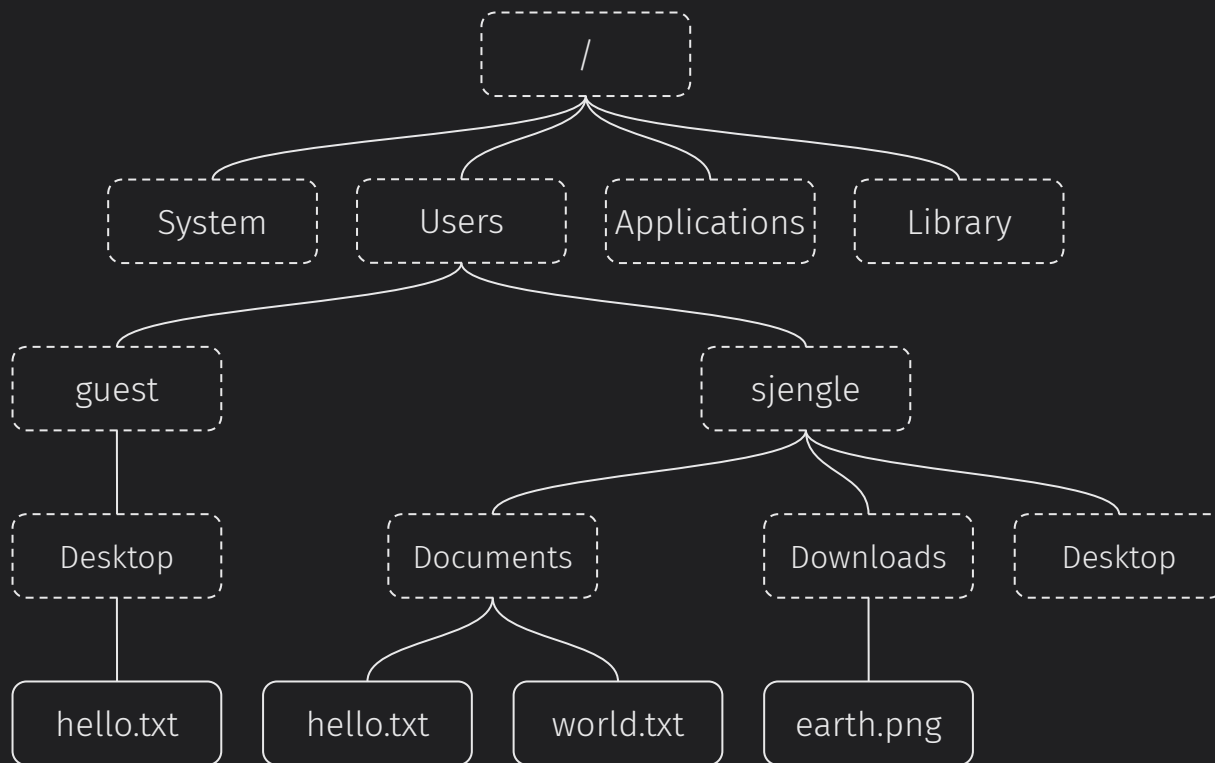 /
System
Users
Applications
Library
guest
sjengle
Desktop
Documents
Downloads
Desktop
hello.txt
hello.txt
world.txt
earth.png